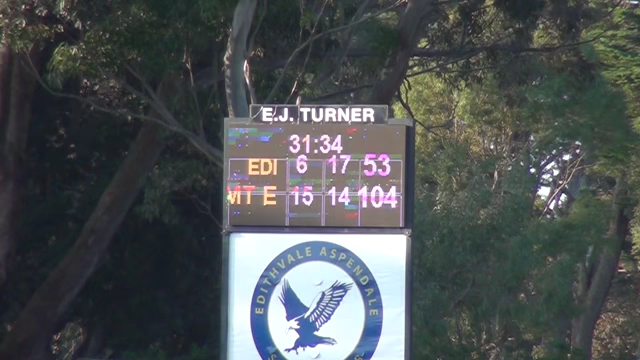 E.J. TURNER
31:34
EDI 6 17 53
MT E 15 14 104
EDITHVALE ASPENDALE